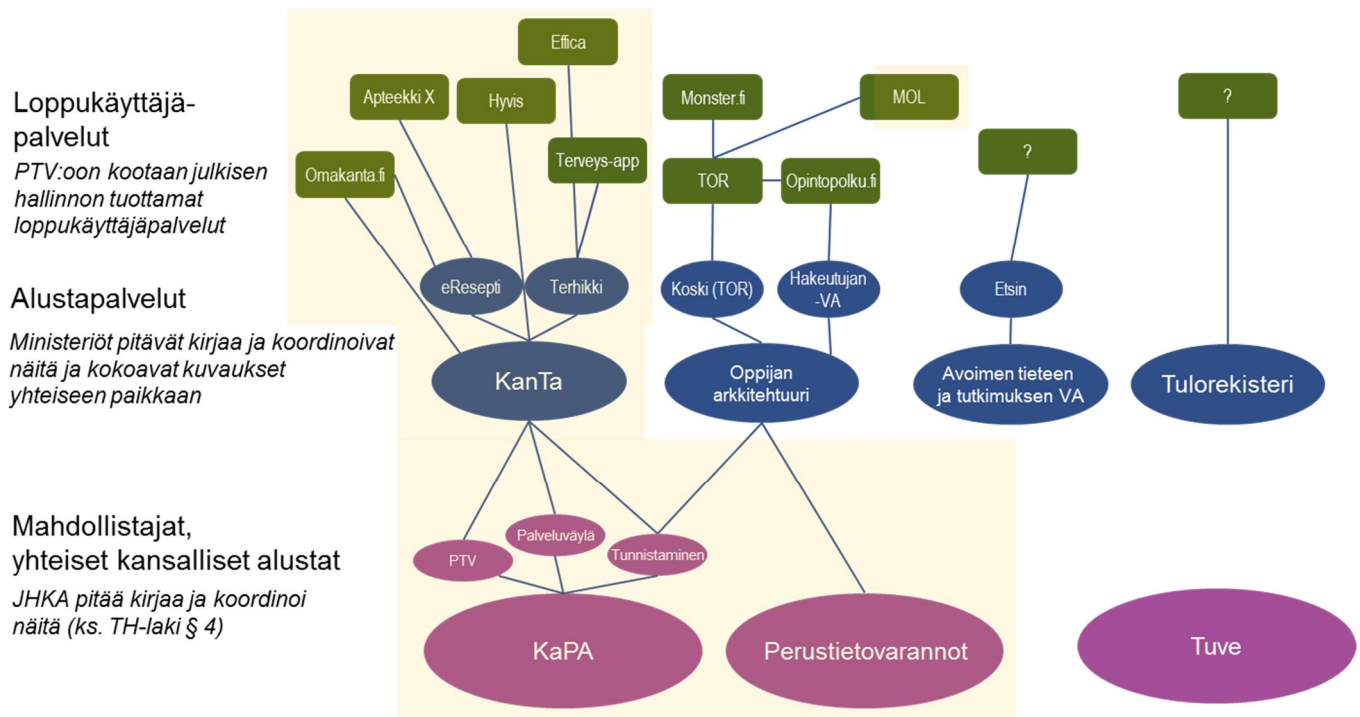 Loppukäyttäjä-
palvelut
PTV:oon kootaan julkisen
hallinnon tuottamat
loppukäyttäjäpalvelut
Effica
Apteekki X
Hyvis
Omakanta.fi
Terveys-app
Monster.fi
MOL
TOR
Opintopolku.fi
?
?
Alustapalvelut
Ministeriöt pitävät kirjaa ja koordinoivat
näitä ja kokoavat kuvaukset
yhteiseen paikkaan
eResepti
Terhikki
Koski (TOR)
Hakeutujan
-VA
Etsin
KanTa
Oppijan
arkkitehtuuri
Avoimen tieteen
ja tutkimuksen VA
Tulorekisteri
Mahdollistajat,
yhteiset kansalliset alustat
JHKA pitää kirjaa ja koordinoi
näitä (ks. TH-laki § 4)
PTV
Palveluväylä
Tunnistaminen
KaPA
Perustietovarannot
Tuve